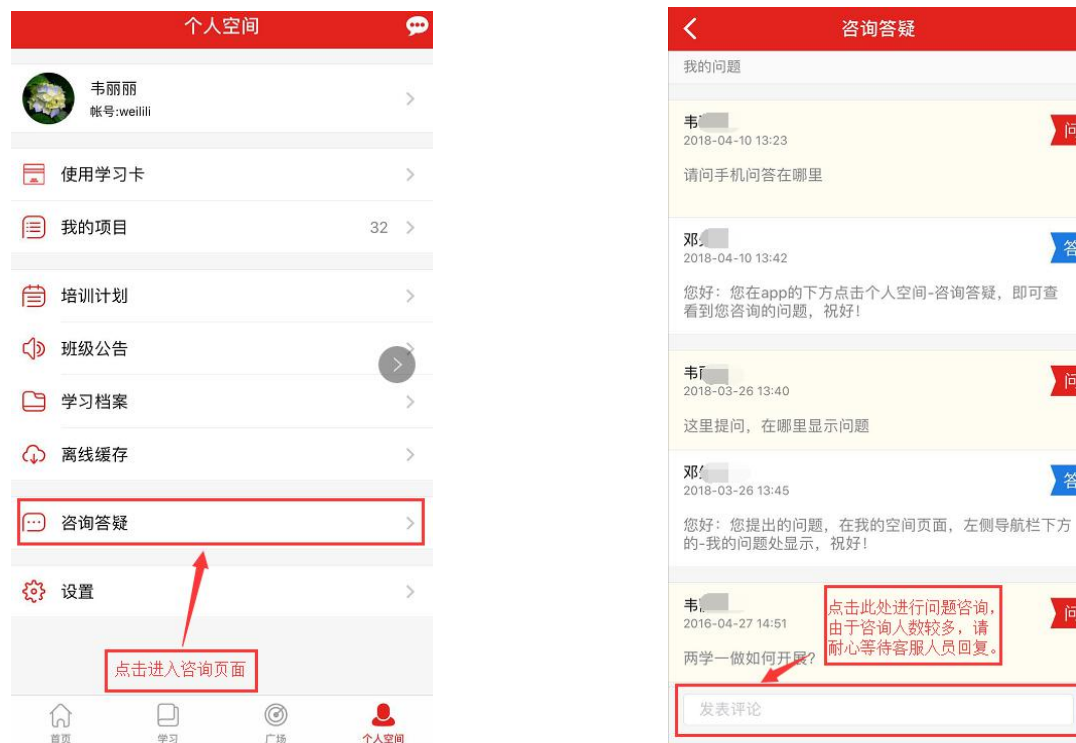 个人空间
韦丽丽
帐号:weilili
使用学习卡
我的项目 32
培训计划
班级公告
学习档案
离线缓存
咨询答疑
设置
点击进入咨询页面
首页 学习 广场 个人空间
咨询答疑
我的问题
韦
2018-04-10 13:23
问
请问手机问答在哪里
邓
2018-04-10 13:42
答
您好：您在app的下方点击个人空间-咨询答疑，即可查
看到您咨询的问题，祝好！
韦
2018-03-26 13:40
问
这里提问，在哪里显示问题
邓
2018-03-26 13:45
答
您好：您提出的问题，在我的空间页面，左侧导航栏下方
的-我的问题处显示，祝好！
韦
2016-04-27 14:51
问
两学一做如何开展？
点击此处进行问题咨询，
由于咨询人数较多，请
耐心等待客服人员回复。
发表评论